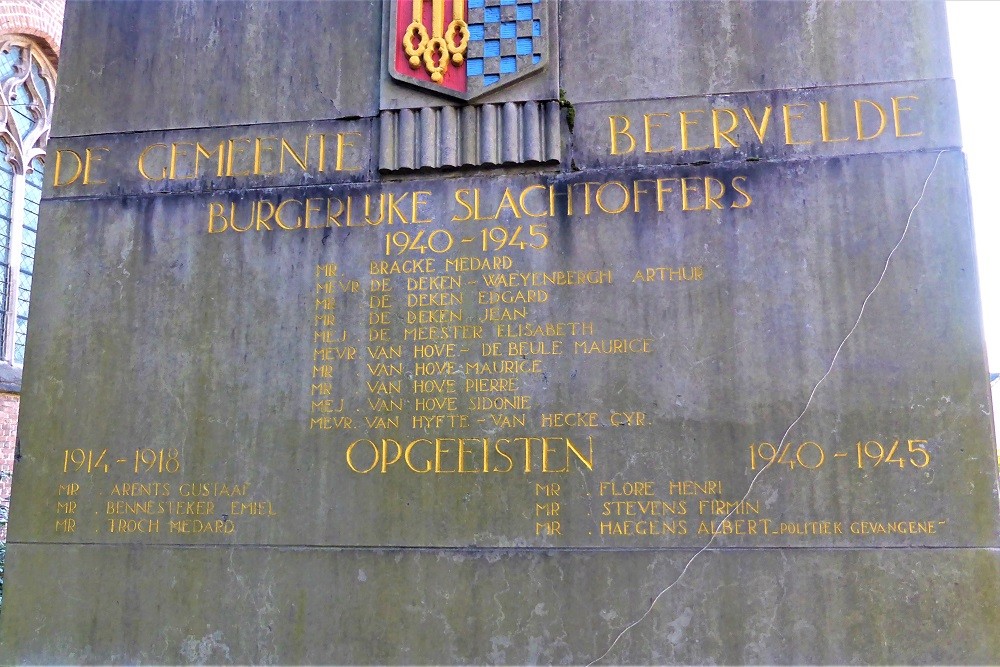 DE GEMEENTE BEERVELDE
BURGERLIJKE SLACHTOFFERS
1940-1945
MR. BRACKE MEDARD
MEVR. DE DEKEN - WAEYENBERGH ARTHUR
MR DE DEKEN EDGARD
MR DE DEKEN JEAN
MEJ. DE MEESTER ELISABETH
MEVR. VAN HOVE - DE BEULE MAURICE
MR VAN HOVE MAURICE
MR VAN HOVE PIERRE
MEJ. VAN HOVE SIDONIE
MEVR. VAN HYFTE - VAN HECKE CYR.
OPGEEISTEN
1914-1918
MR. ARENTS GUSTAAF
MR. BENNESTEKER EMIEL
MR. TROCH MEDARD
1940-1945
MR. FLORE HENRI
MR. STEVENS FIRMIN
MR. HAEGENS ALBERT - POLITIEK GEVANGENE -